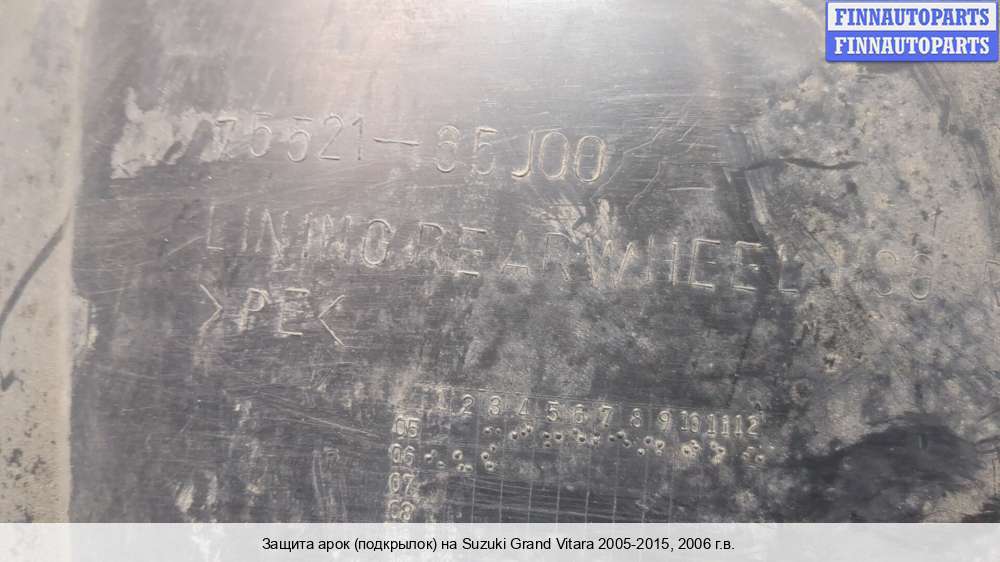 FINNAUTOPARTS
FINNAUTOPARTS
75521-65J00
LINING REAR WHEEL
>PE<
1 2 3 4 5 6 7 8 9 10 11 12
05
06
07
08
Защита арок (подкрылок) на Suzuki Grand Vitara 2005-2015, 2006 г.в.